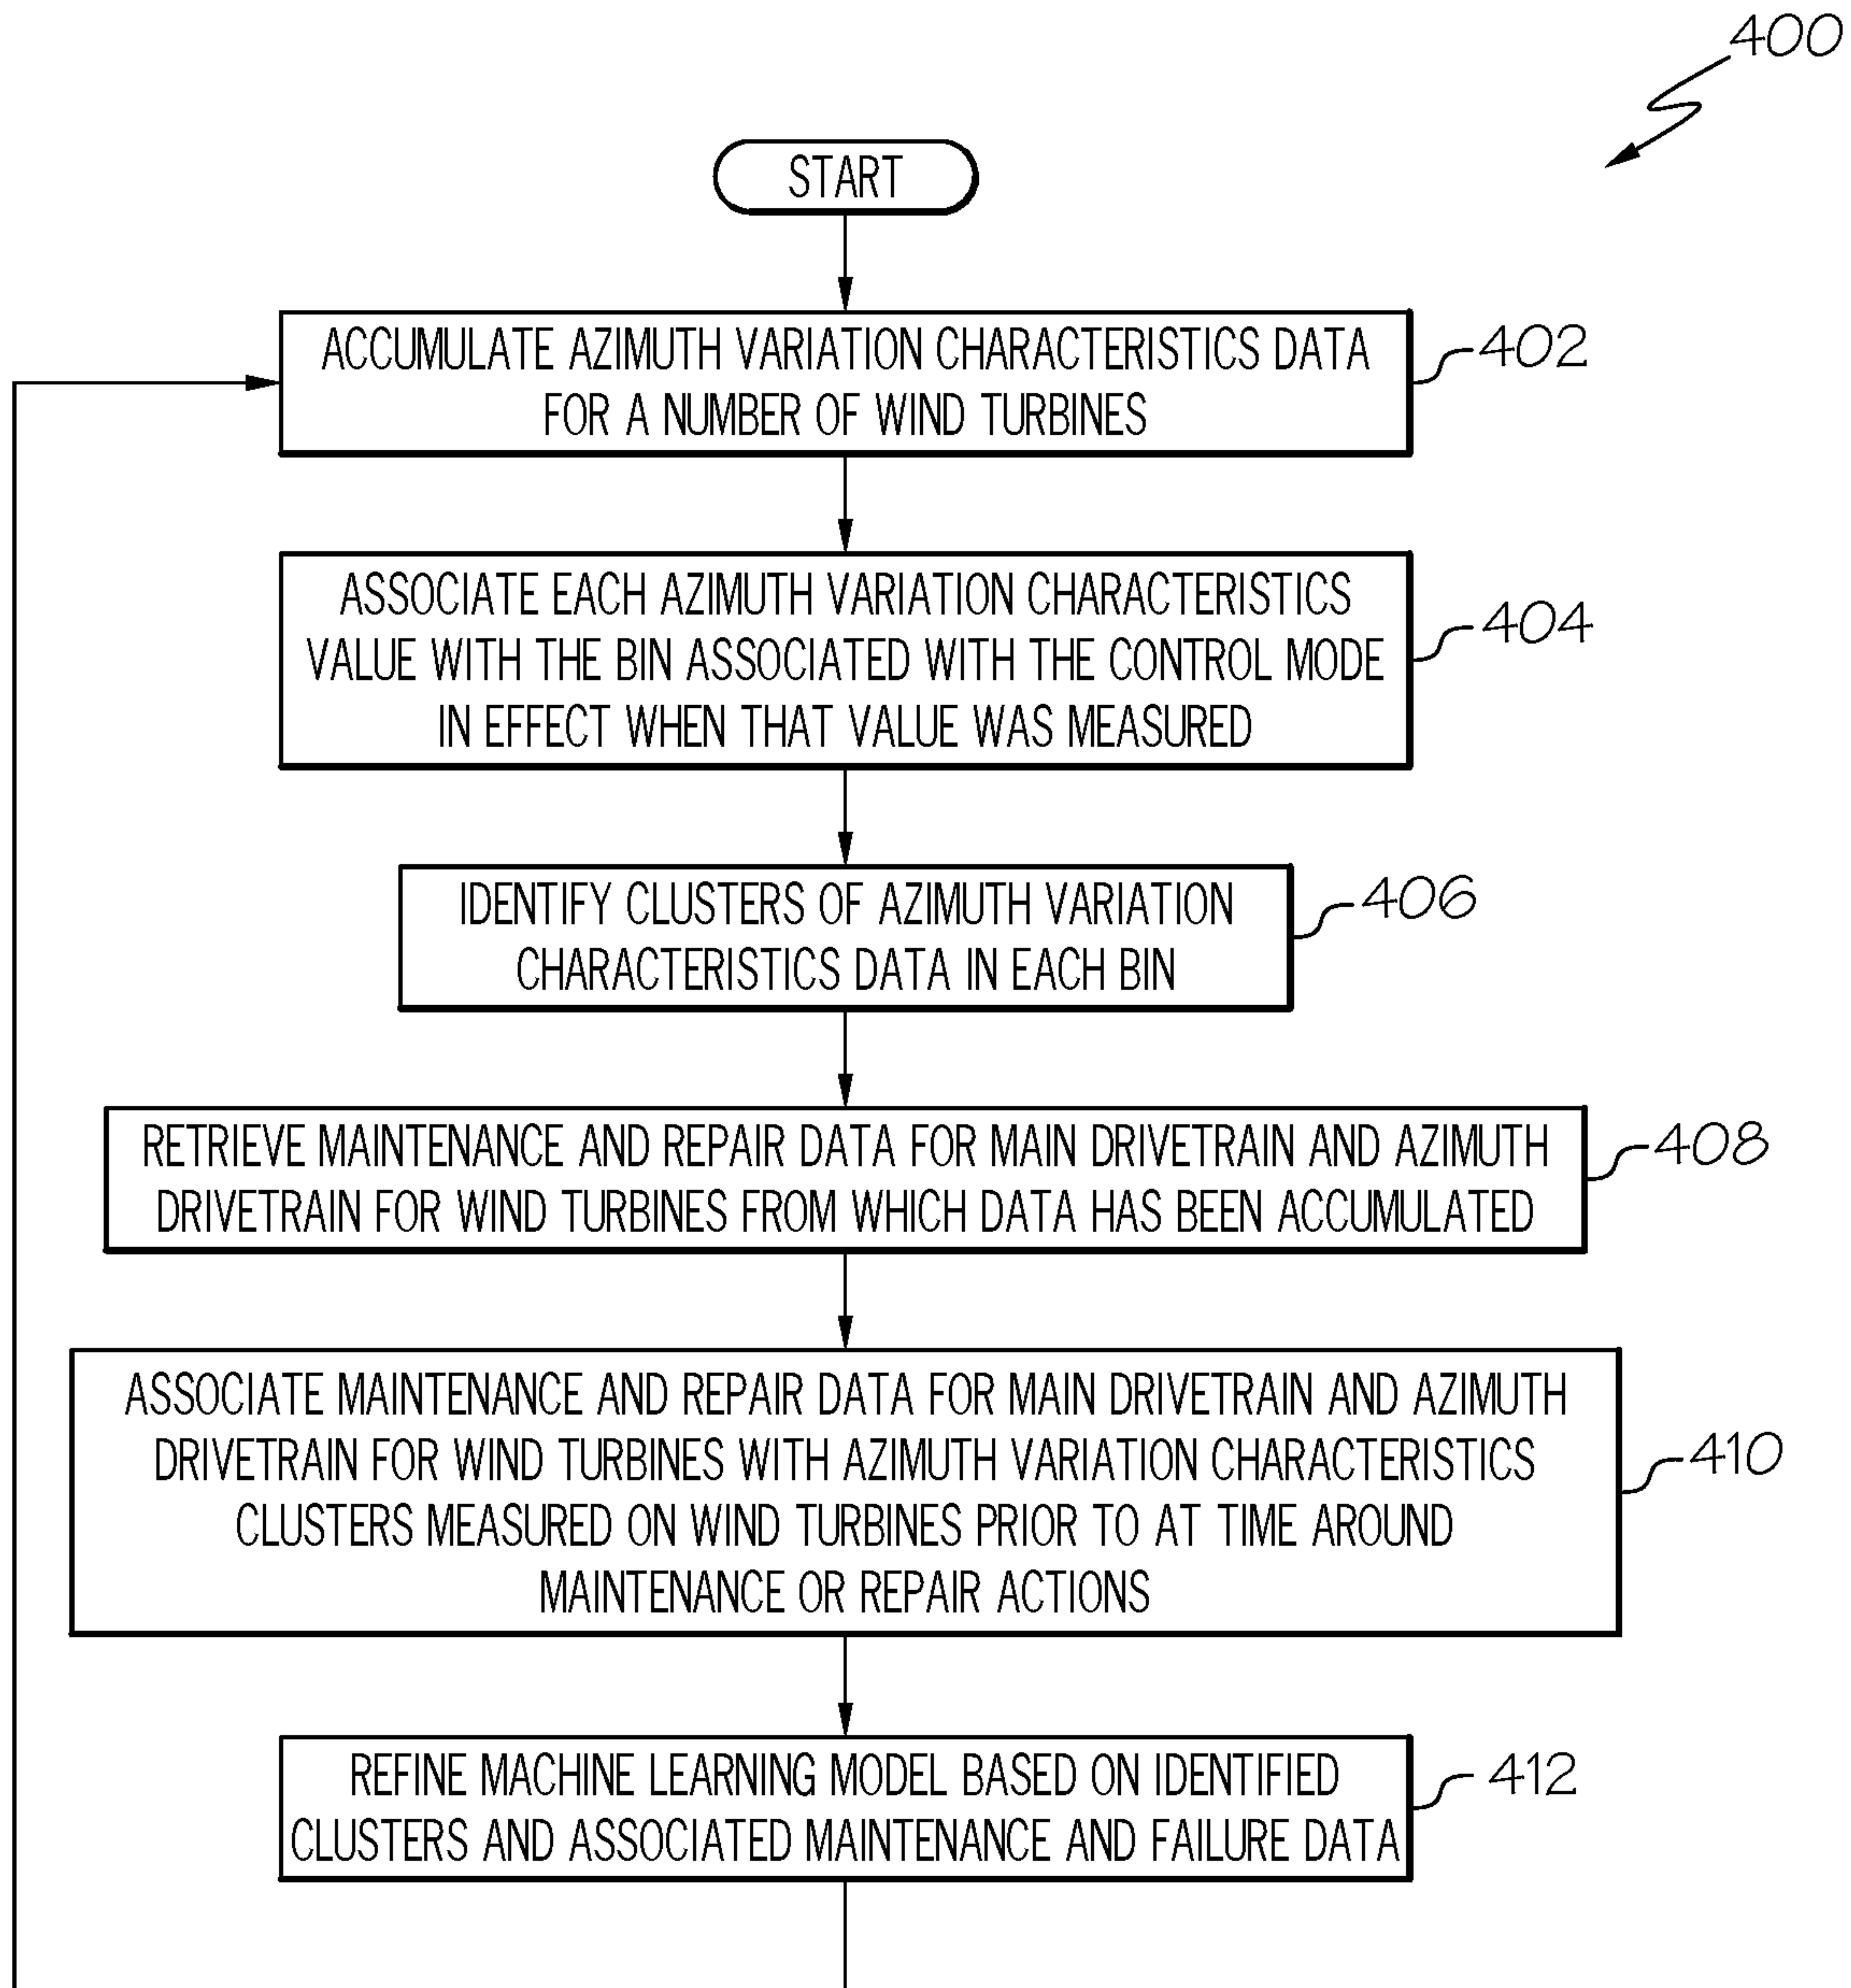 400
START
ACCUMULATE AZIMUTH VARIATION CHARACTERISTICS DATA
FOR A NUMBER OF WIND TURBINES
402
ASSOCIATE EACH AZIMUTH VARIATION CHARACTERISTICS
VALUE WITH THE BIN ASSOCIATED WITH THE CONTROL MODE
IN EFFECT WHEN THAT VALUE WAS MEASURED
404
IDENTIFY CLUSTERS OF AZIMUTH VARIATION
CHARACTERISTICS DATA IN EACH BIN
406
RETRIEVE MAINTENANCE AND REPAIR DATA FOR MAIN DRIVETRAIN AND AZIMUTH
DRIVETRAIN FOR WIND TURBINES FROM WHICH DATA HAS BEEN ACCUMULATED
408
ASSOCIATE MAINTENANCE AND REPAIR DATA FOR MAIN DRIVETRAIN AND AZIMUTH
DRIVETRAIN FOR WIND TURBINES WITH AZIMUTH VARIATION CHARACTERISTICS
CLUSTERS MEASURED ON WIND TURBINES PRIOR TO AT TIME AROUND
MAINTENANCE OR REPAIR ACTIONS
410
REFINE MACHINE LEARNING MODEL BASED ON IDENTIFIED
CLUSTERS AND ASSOCIATED MAINTENANCE AND FAILURE DATA
412